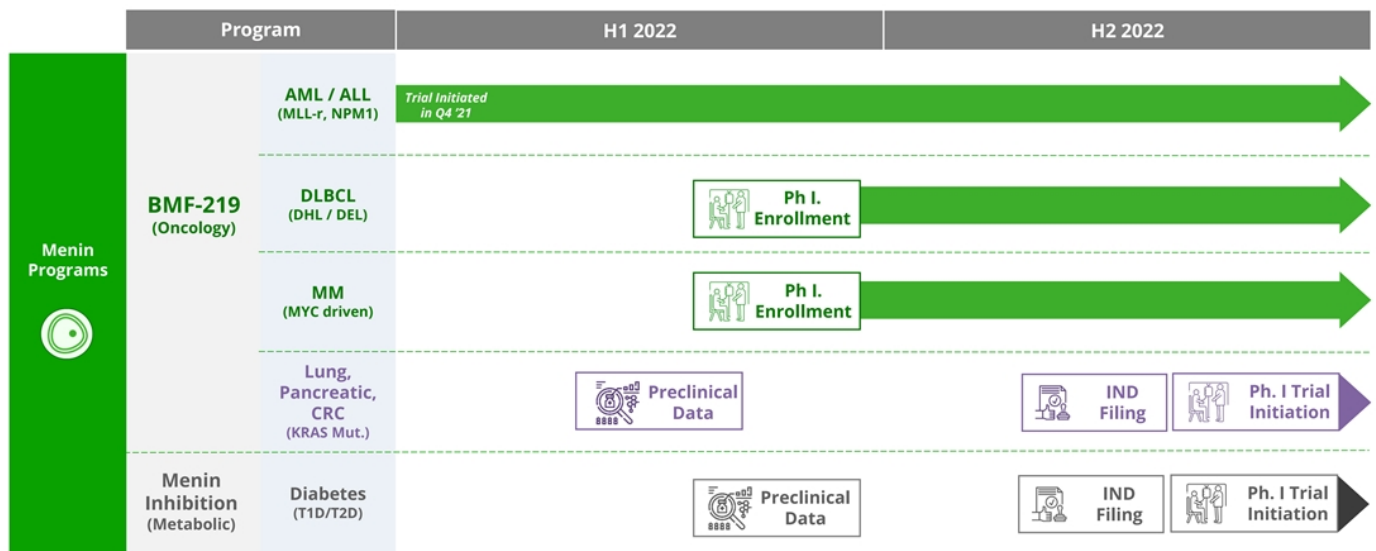 Program
H1 2022
H2 2022
Menin
Programs
BMF-219
(Oncology)
AML / ALL
(MLL-r, NPM1)
Trial Initiated
in Q4 '21
DLBCL
(DHL / DEL)
Ph I.
Enrollment
MM
(MYC driven)
Ph I.
Enrollment
Lung,
Pancreatic,
CRC
(KRAS Mut.)
Preclinical
Data
IND
Filing
Ph. I Trial
Initiation
Menin
Inhibition
(Metabolic)
Diabetes
(T1D/T2D)
Preclinical
Data
IND
Filing
Ph. I Trial
Initiation